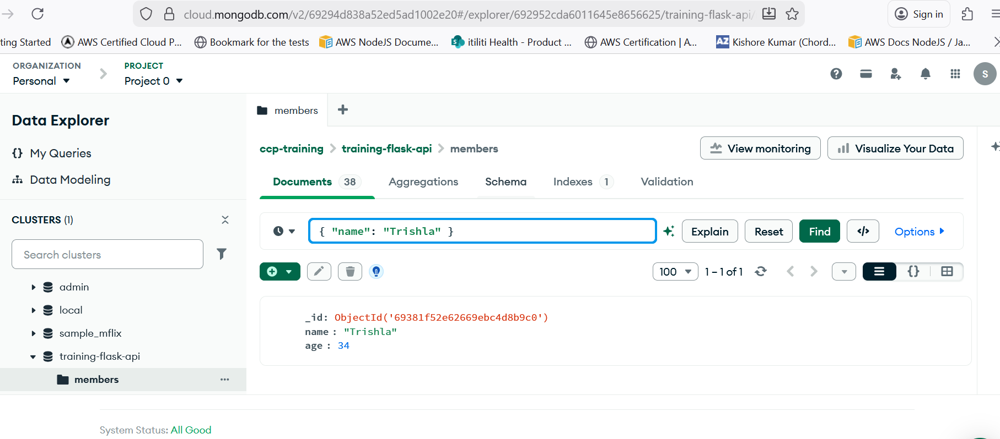 cloud.mongodb.com/v2/69294d838a52ed5ad1002e20#/explorer/692952cda6011645e8656625/training-flask-api/
Sign in
ting Started
AWS Certified Cloud P...
Bookmark for the tests
AWS NodeJS Docume...
itiliti Health - Product ...
AWS Certification | A...
AZ Kishore Kumar (Chord...
AWS Docs NodeJS / Ja...
ORGANIZATION
Personal
PROJECT
Project 0
S
Data Explorer
My Queries
Data Modeling
CLUSTERS (1)
Search clusters
admin
local
sample_mflix
training-flask-api
members
members
ccp-training > training-flask-api > members
View monitoring
Visualize Your Data
Documents 38
Aggregations
Schema
Indexes 1
Validation
{ "name": "Trishla" }
Explain
Reset
Find
</>
Options
100
1 – 1 of 1
{}
_id: ObjectId('69381f52e62669ebc4d8b9c0')
name : "Trishla"
age : 34
System Status: All Good